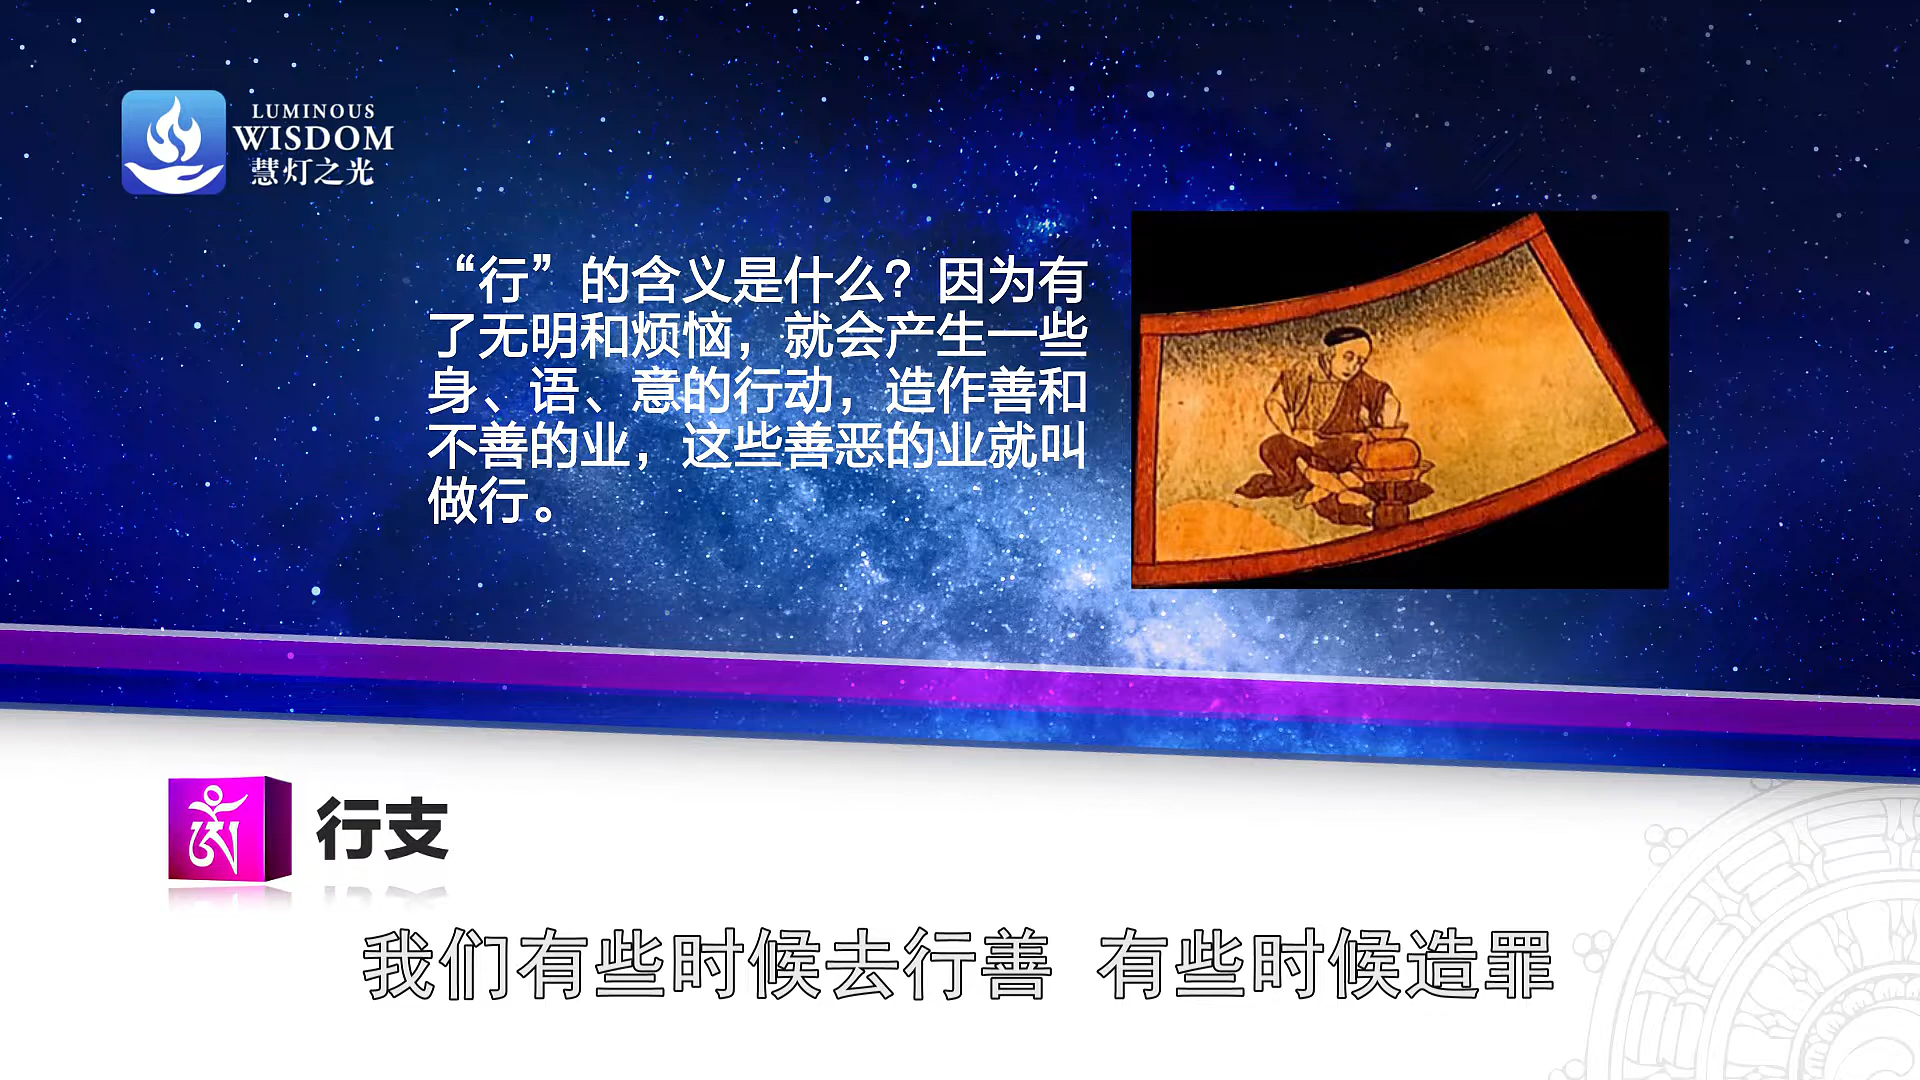 LUMINOUS
WISDOM
慧灯之光
“行”的含义是什么？因为有
了无明和烦恼，就会产生一些
身、语、意的行动，造作善和
不善的业，这些善恶的业就叫
做行。
ༀ
行支
我们有些时候去行善 有些时候造罪